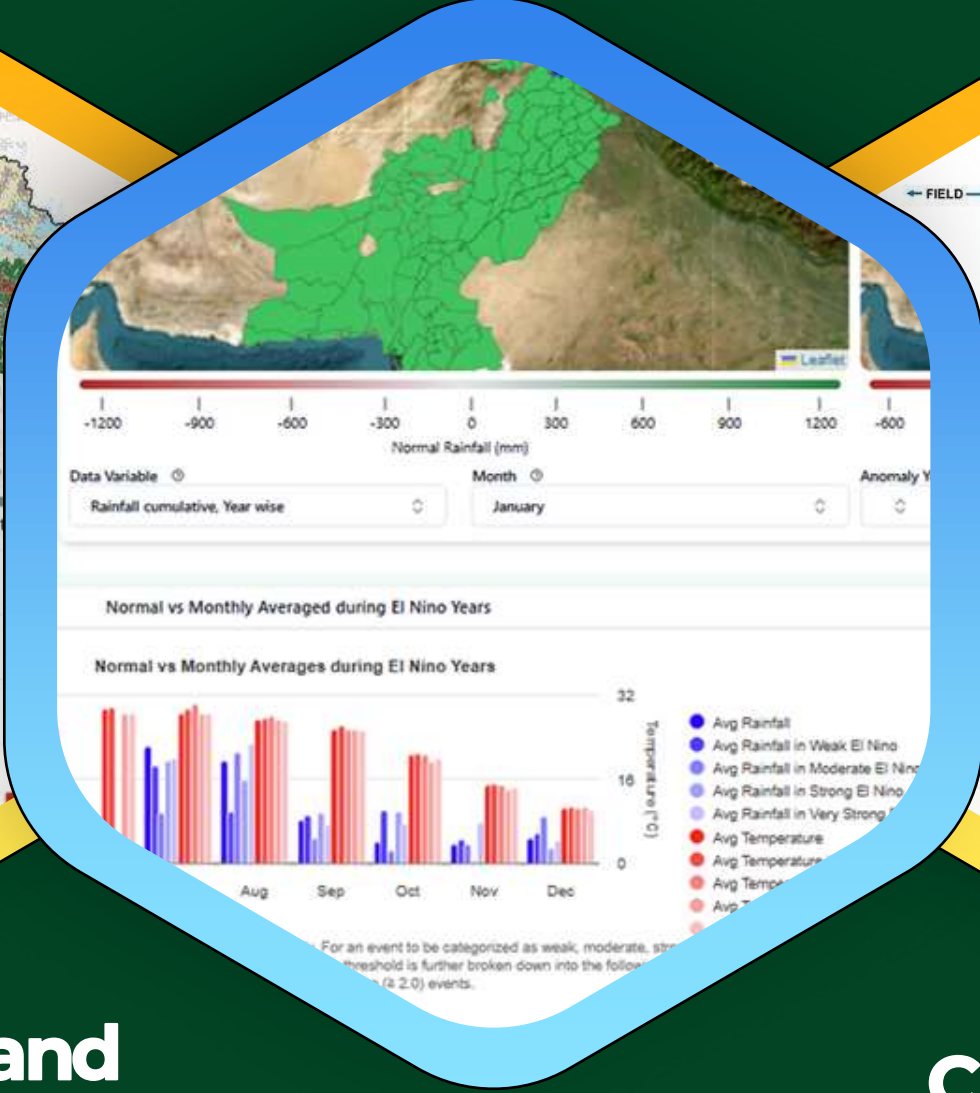 FIELD
Leaflet
-1200 -900 -600 -300 0 300 600 900 1200 -600
Normal Rainfall (mm)
Data Variable Month Anomaly Y
Rainfall cumulative, Year wise January
Normal vs Monthly Averaged during El Nino Years
Normal vs Monthly Averages during El Nino Years
32
16
0
Temperature (°C)
Avg Rainfall
Avg Rainfall in Weak El Nino
Avg Rainfall in Moderate El Nino
Avg Rainfall in Strong El Nino
Avg Rainfall in Very Strong
Avg Temperature
Avg Temperature
Avg
Avg
Aug Sep Oct Nov Dec
For an event to be categorized as weak, moderate,
threshold is further broken down into the
(≥ 2.0) events.
and
C